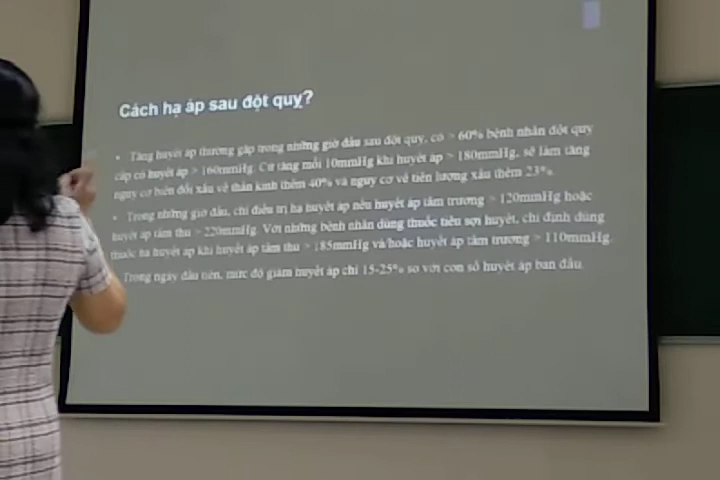 Cách hạ áp sau đột quỵ?
• Tăng huyết áp thường gặp trong những giờ đầu sau đột quỵ, có > 60% bệnh nhân đột quỵ
cấp có huyết áp > 160mmHg. Cứ tăng mỗi 10mmHg khi huyết áp > 180mmHg, sẽ làm tăng
nguy cơ biến đổi xấu về thần kinh thêm 40% và nguy cơ về tiên lượng xấu thêm 23%.
• Trong những giờ đầu, chỉ điều trị hạ huyết áp nếu huyết áp tâm trương > 120mmHg hoặc
huyết áp tâm thu > 220mmHg. Với những bệnh nhân dùng thuốc tiêu sợi huyết, chỉ định dùng
thuốc hạ huyết áp khi huyết áp tâm thu > 185mmHg và/hoặc huyết áp tâm trương > 110mmHg.
Trong ngày đầu tiên, mức độ giảm huyết áp chỉ 15-25% so với con số huyết áp ban đầu